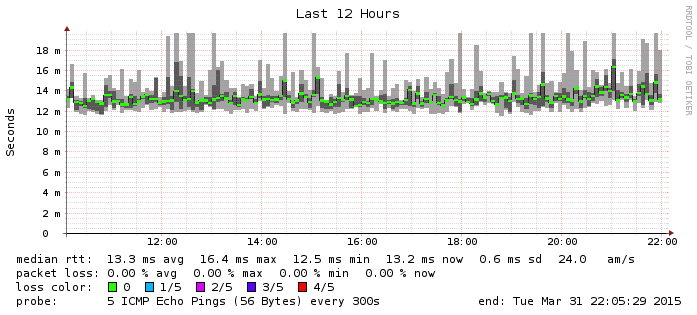 Last 12 Hours
RRDTOOL / TOBI OETIKER
Seconds
18 m
16 m
14 m
12 m
10 m
8 m
6 m
4 m
2 m
0
12:00 14:00 16:00 18:00 20:00 22:00
median rtt: 13.3 ms avg 16.4 ms max 12.5 ms min 13.2 ms now 0.6 ms sd 24.0 am/s
packet loss: 0.00 % avg 0.00 % max 0.00 % min 0.00 % now
loss color: 0 1/5 2/5 3/5 4/5
probe: 5 ICMP Echo Pings (56 Bytes) every 300s end: Tue Mar 31 22:05:29 2015